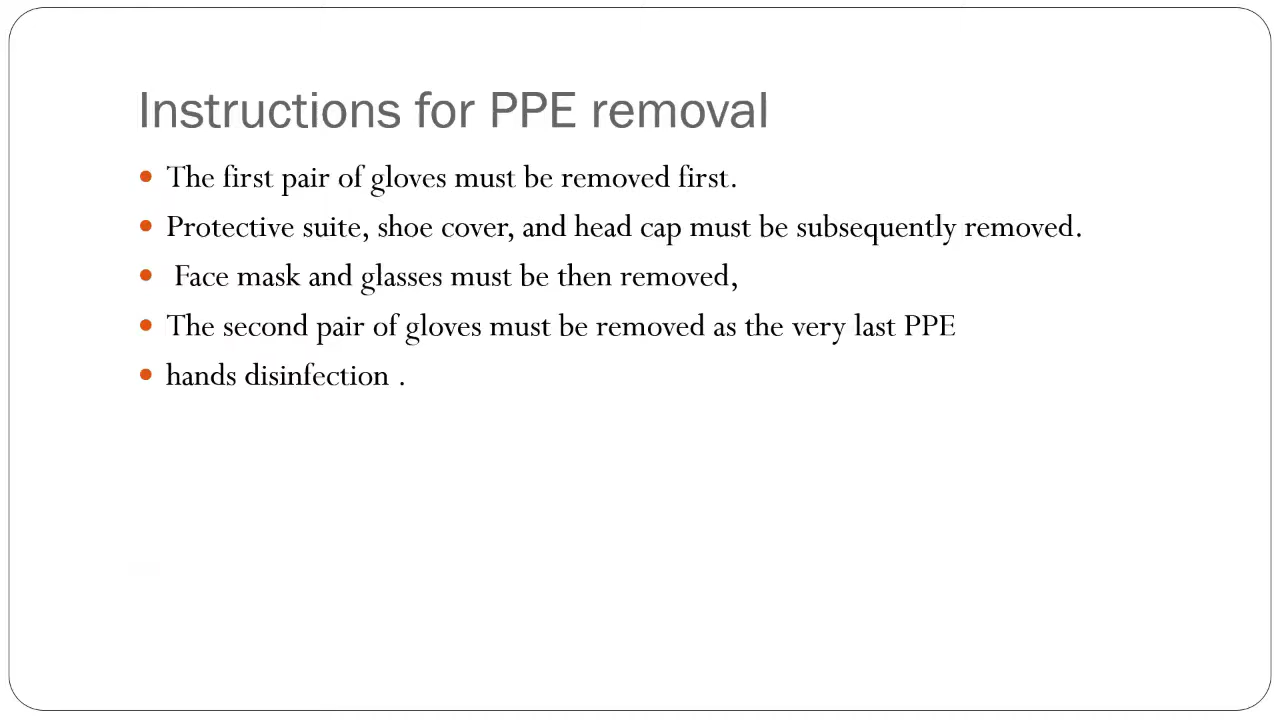 Instructions for PPE removal
The first pair of gloves must be removed first.
Protective suite, shoe cover, and head cap must be subsequently removed.
Face mask and glasses must be then removed,
The second pair of gloves must be removed as the very last PPE
hands disinfection .